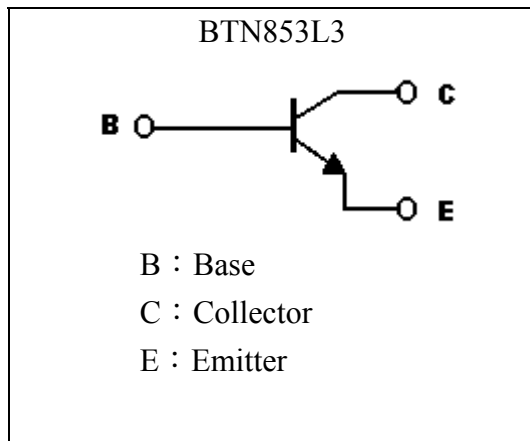 BTN853L3
C
B
E
B：Base
C：Collector
E：Emitter